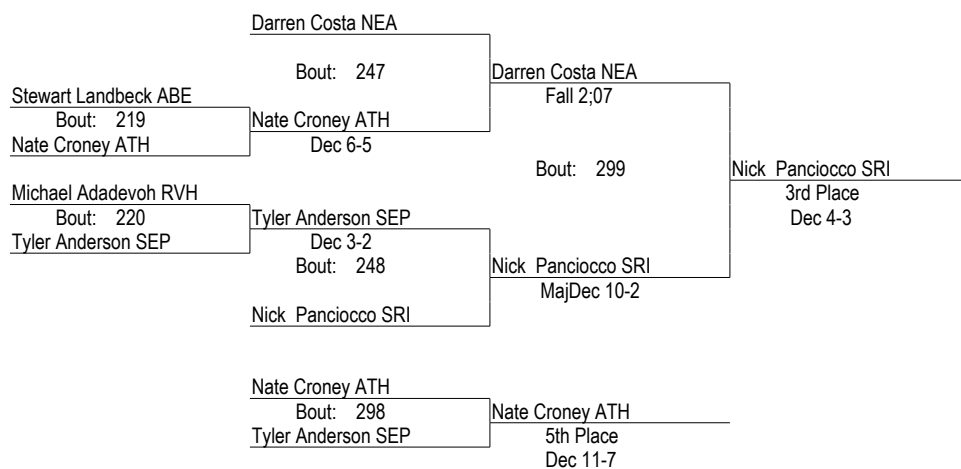 Darren Costa NEA
Bout: 247
Darren Costa NEA
Stewart Landbeck ABE
Fall 2;07
Bout: 219
Nate Croney ATH
Nate Croney ATH
Dec 6-5
Bout: 299
Nick Panciocco SRI
Michael Adadevoh RVH
3rd Place
Bout: 220
Tyler Anderson SEP
Dec 4-3
Tyler Anderson SEP
Dec 3-2
Bout: 248
Nick Panciocco SRI
MajDec 10-2
Nick Panciocco SRI
Nate Croney ATH
Bout: 298
Nate Croney ATH
Tyler Anderson SEP
5th Place
Dec 11-7